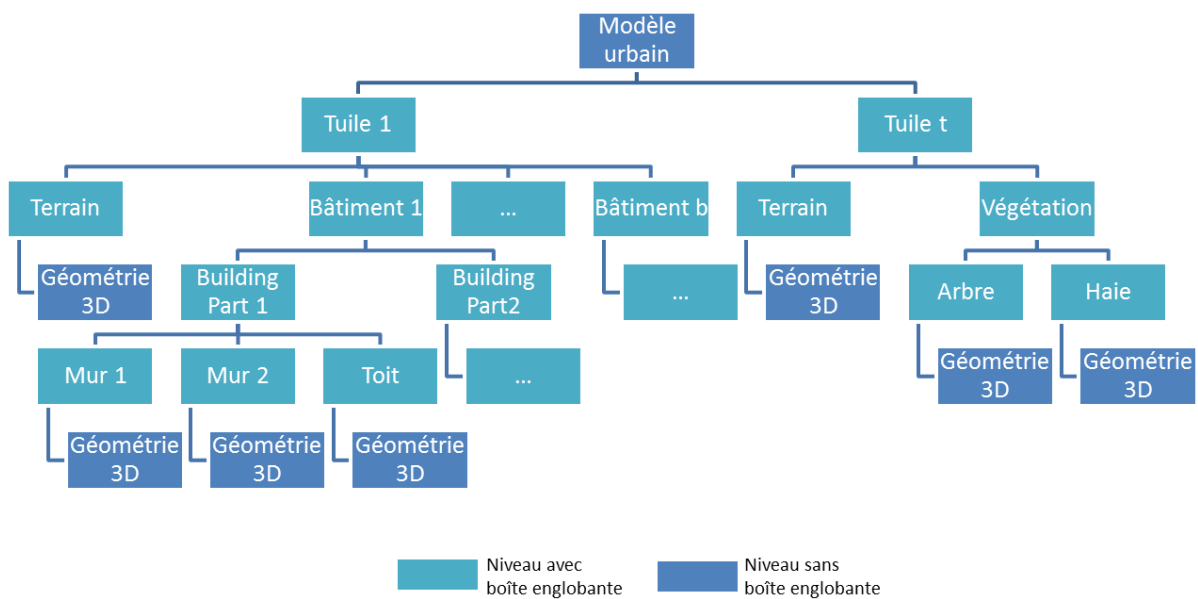 Modèle
urbain
Tuile 1
Tuile t
Terrain
Bâtiment 1
...
Bâtiment b
Terrain
Végétation
Géométrie
3D
Building
Part 1
Building
Part2
...
Géométrie
3D
Arbre
Haie
Mur 1
Mur 2
Toit
...
Géométrie
3D
Géométrie
3D
Géométrie
3D
Géométrie
3D
Géométrie
3D
Niveau avec
boîte englobante
Niveau sans
boîte englobante